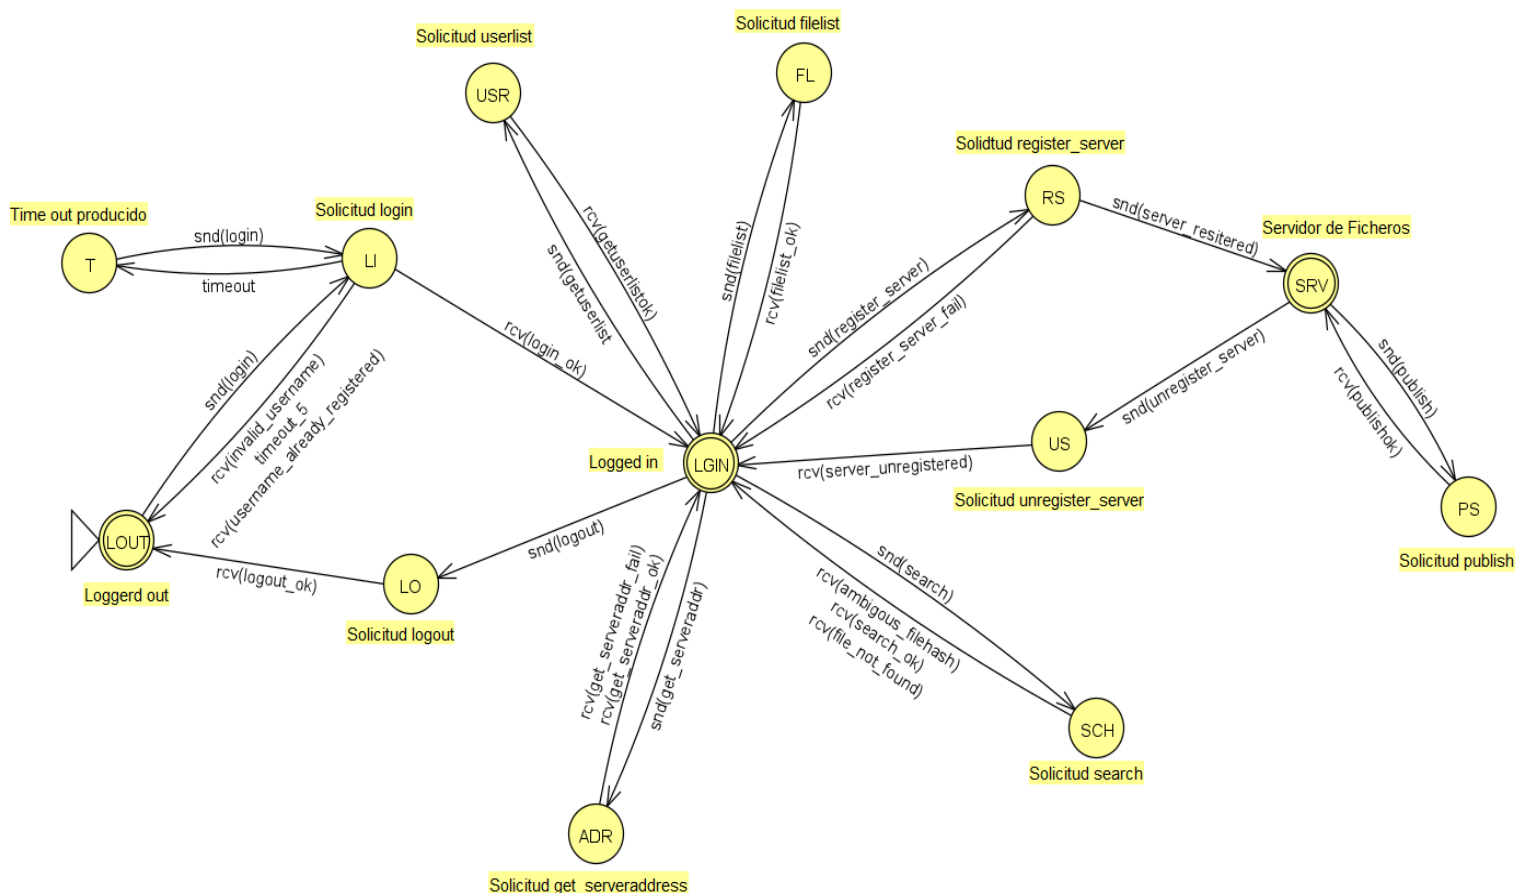 Solicitud filelist
Solicitud userlist
FL
USR
Solidtud register_server
RS
Time out producido
Solicitud login
snd(login)
T
LI
timeout
snd(server_resitered)
Servidor de Ficheros
SRV
rcv(getuserlistok)
snd(getuserlist
snd(filelist)
rcv(filelist_ok)
snd(register_server)
rcv(register_server_fail)
rcv(login_ok)
snd(login)
rcv(invalid_username)
timeout_5
rcv(username_already_registered)
snd(unregister_server)
snd(publish)
rcv(publishok)
US
Logged in
LGIN
rcv(server_unregistered)
Solicitud unregister_server
PS
Solicitud publish
LOUT
Loggerd out
snd(logout)
rcv(logout_ok)
LO
Solicitud logout
snd(search)
rcv(ambigous_filehash)
rcv(search_ok)
rcv(file_not_found)
rcv(get_serveraddr_fail)
rcv(get_serveraddr_ok)
snd(get_serveraddr)
SCH
Solicitud search
ADR
Solicitud get_serveraddress